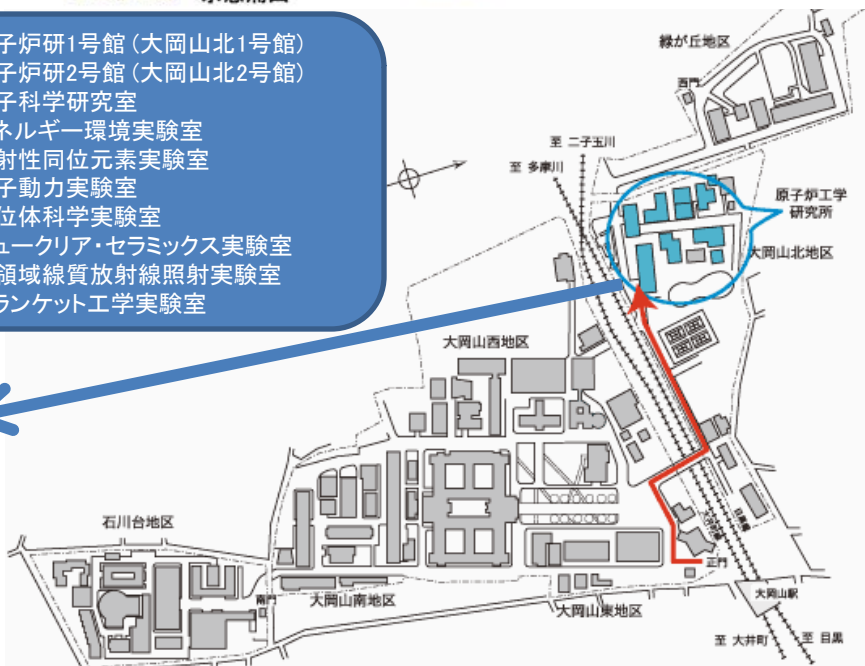 子炉研1号館 (大岡山北1号館)
子炉研2号館 (大岡山北2号館)
子科学研究室
ネルギー環境実験室
射性同位元素実験室
子動力実験室
位体科学実験室
ュークリア・セラミックス実験室
領域線質放射線照射実験室
ランケット工学実験室
緑が丘地区
西門
至 二子玉川
至 多摩川
原子炉工学
研究所
大岡山北地区
大岡山西地区
石川台地区
南門
大岡山南地区
大岡山東地区
正門
大井町線
目黒線
大岡山駅
至 大井町
至 目黒